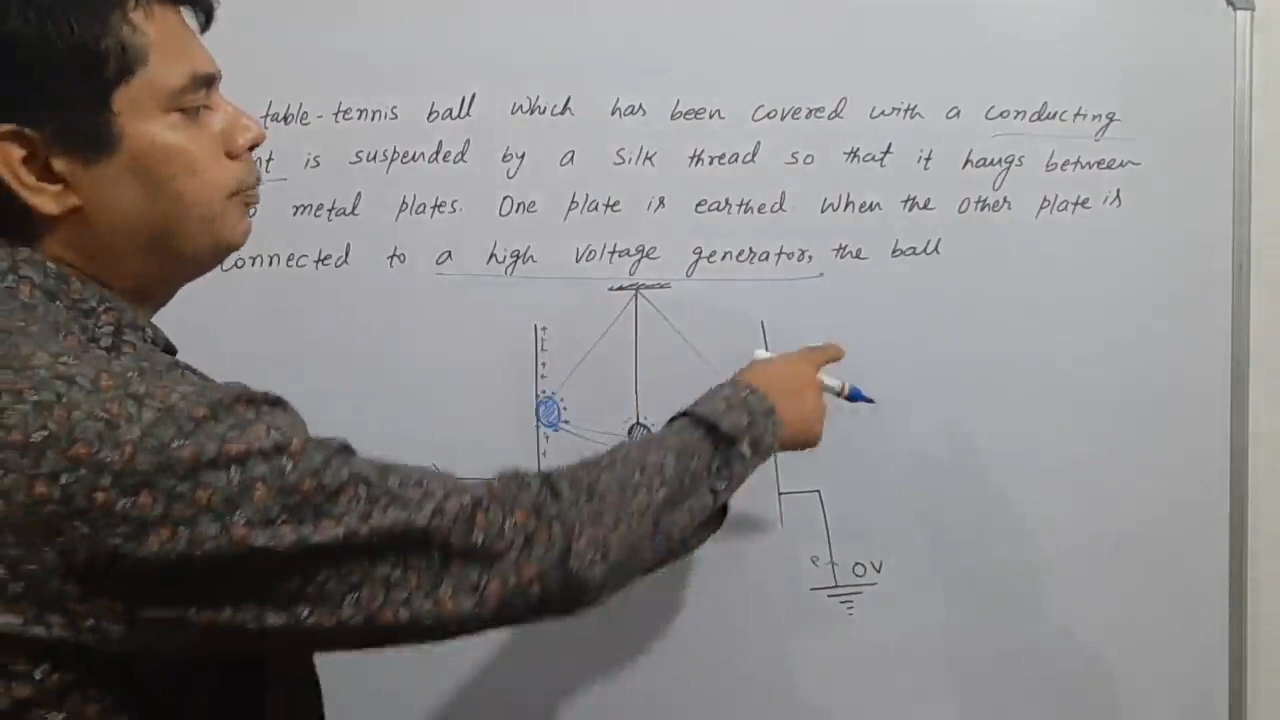 table-tennis ball which has been covered with a conducting
is suspended by a silk thread so that it hangs between
metal plates. One plate is earthed. When the other plate is
connected to a high voltage generator, the ball
0V